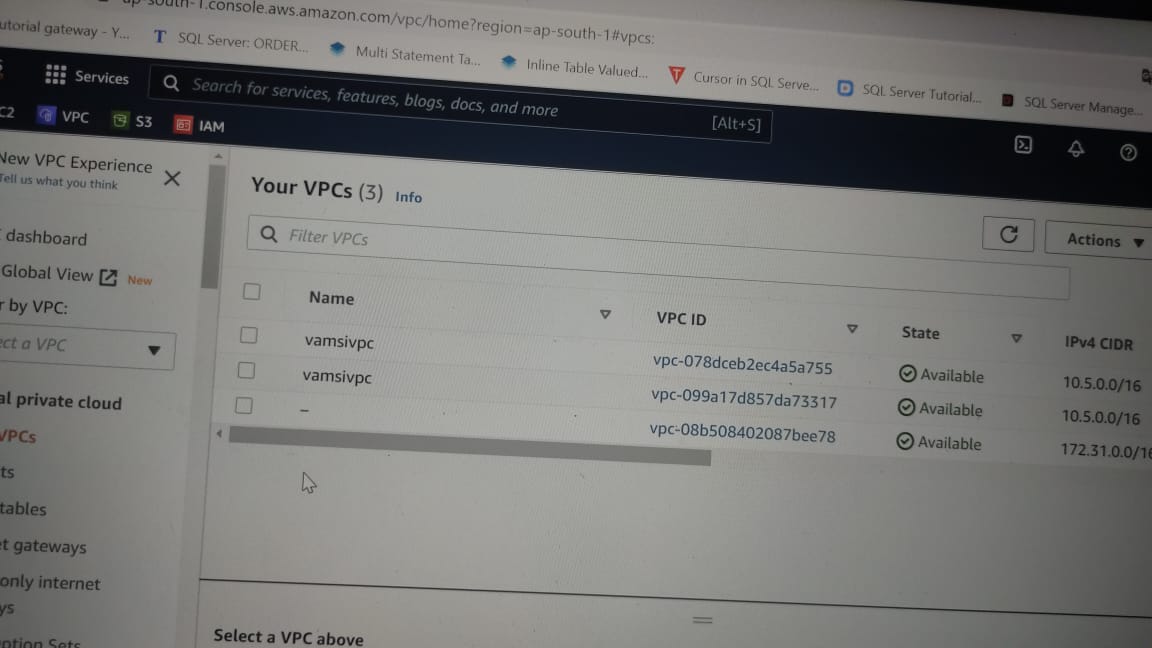 ap-south-1.console.aws.amazon.com/vpc/home?region=ap-south-1#vpcs:
utorial gateway - Y... T SQL Server: ORDER... Multi Statement Ta... Inline Table Valued... Cursor in SQL Serve... SQL Server Tutorial... SQL Server Manage...
Services Search for services, features, blogs, docs, and more [Alt+S]
C2 VPC S3 IAM
New VPC Experience
Tell us what you think
dashboard
Global View New
r by VPC:
ect a VPC
al private cloud
VPCs
ts
tables
et gateways
only internet
ys
ption Sets
Your VPCs (3) Info
Actions
Filter VPCs
Name VPC ID State IPv4 CIDR
vamsivpc vpc-078dceb2ec4a5a755 Available 10.5.0.0/16
vamsivpc vpc-099a17d857da73317 Available 10.5.0.0/16
– vpc-08b508402087bee78 Available 172.31.0.0/16
Select a VPC above